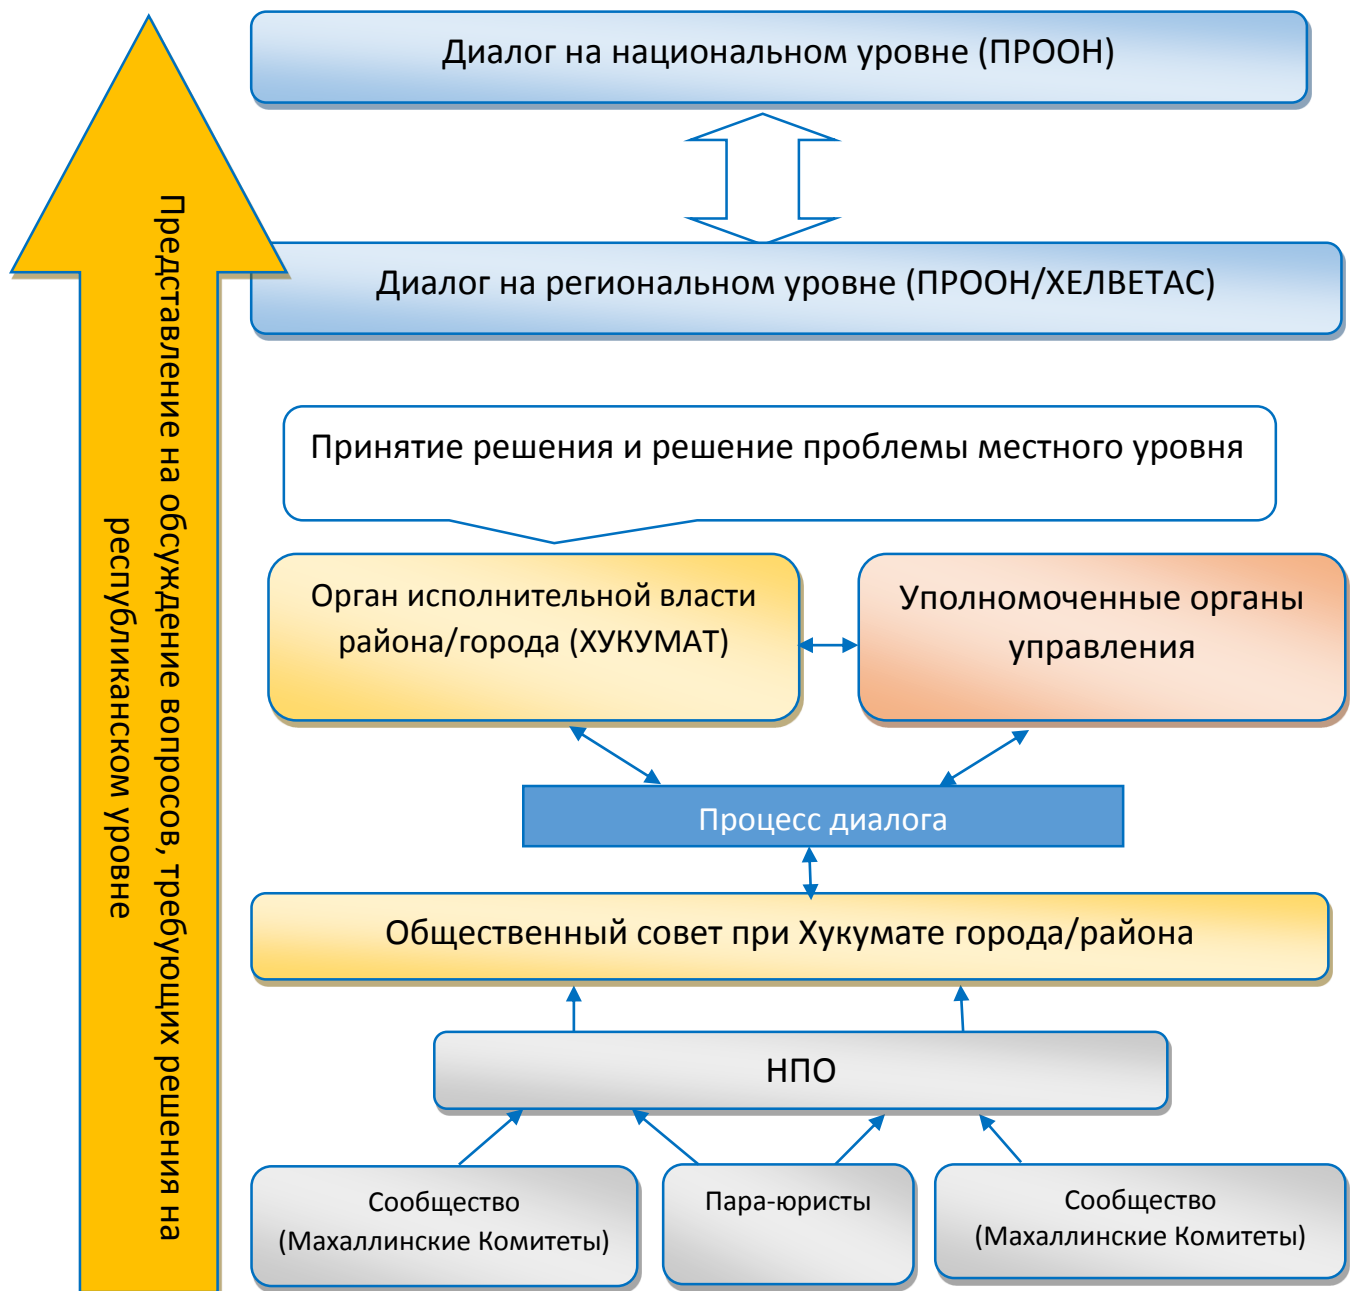 Диалог на национальном уровне (ПРООН)
Диалог на региональном уровне (ПРООН/ХЕЛВЕТАС)
Представление на обсуждение вопросов, требующих решения на
республиканском уровне
Принятие решения и решение проблемы местного уровня
Орган исполнительной власти
района/города (ХУКУМАТ)
Уполномоченные органы
управления
Процесс диалога
Общественный совет при Хукумате города/района
НПО
Сообщество
(Махаллинские Комитеты)
Пара-юристы
Сообщество
(Махаллинские Комитеты)